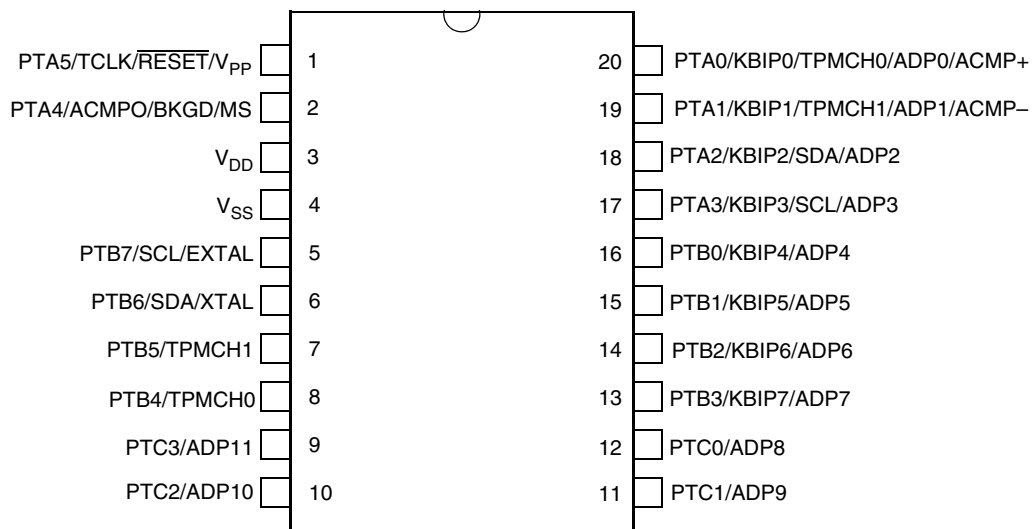 PTA5/TCLK/RESET/VPP 1 20 PTA0/KBIP0/TPMCH0/ADP0/ACMP+
PTA4/ACMPO/BKGD/MS 2 19 PTA1/KBIP1/TPMCH1/ADP1/ACMP–
VDD 3 18 PTA2/KBIP2/SDA/ADP2
VSS 4 17 PTA3/KBIP3/SCL/ADP3
PTB7/SCL/EXTAL 5 16 PTB0/KBIP4/ADP4
PTB6/SDA/XTAL 6 15 PTB1/KBIP5/ADP5
PTB5/TPMCH1 7 14 PTB2/KBIP6/ADP6
PTB4/TPMCH0 8 13 PTB3/KBIP7/ADP7
PTC3/ADP11 9 12 PTC0/ADP8
PTC2/ADP10 10 11 PTC1/ADP9